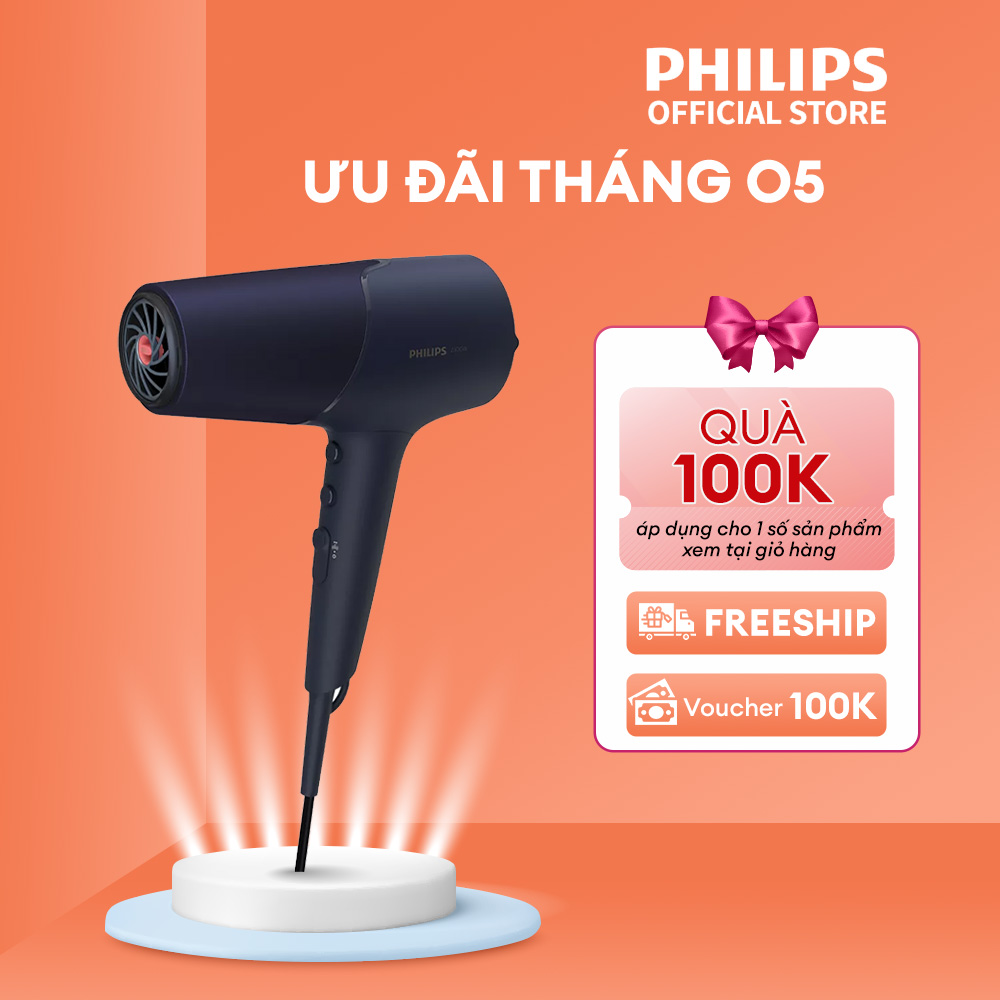 PHILIPS
OFFICIAL STORE
ƯU ĐÃI THÁNG 05
PHILIPS
QUÀ
100K
áp dụng cho 1 số sản phẩm
xem tại giỏ hàng
FREESHIP
Voucher 100K